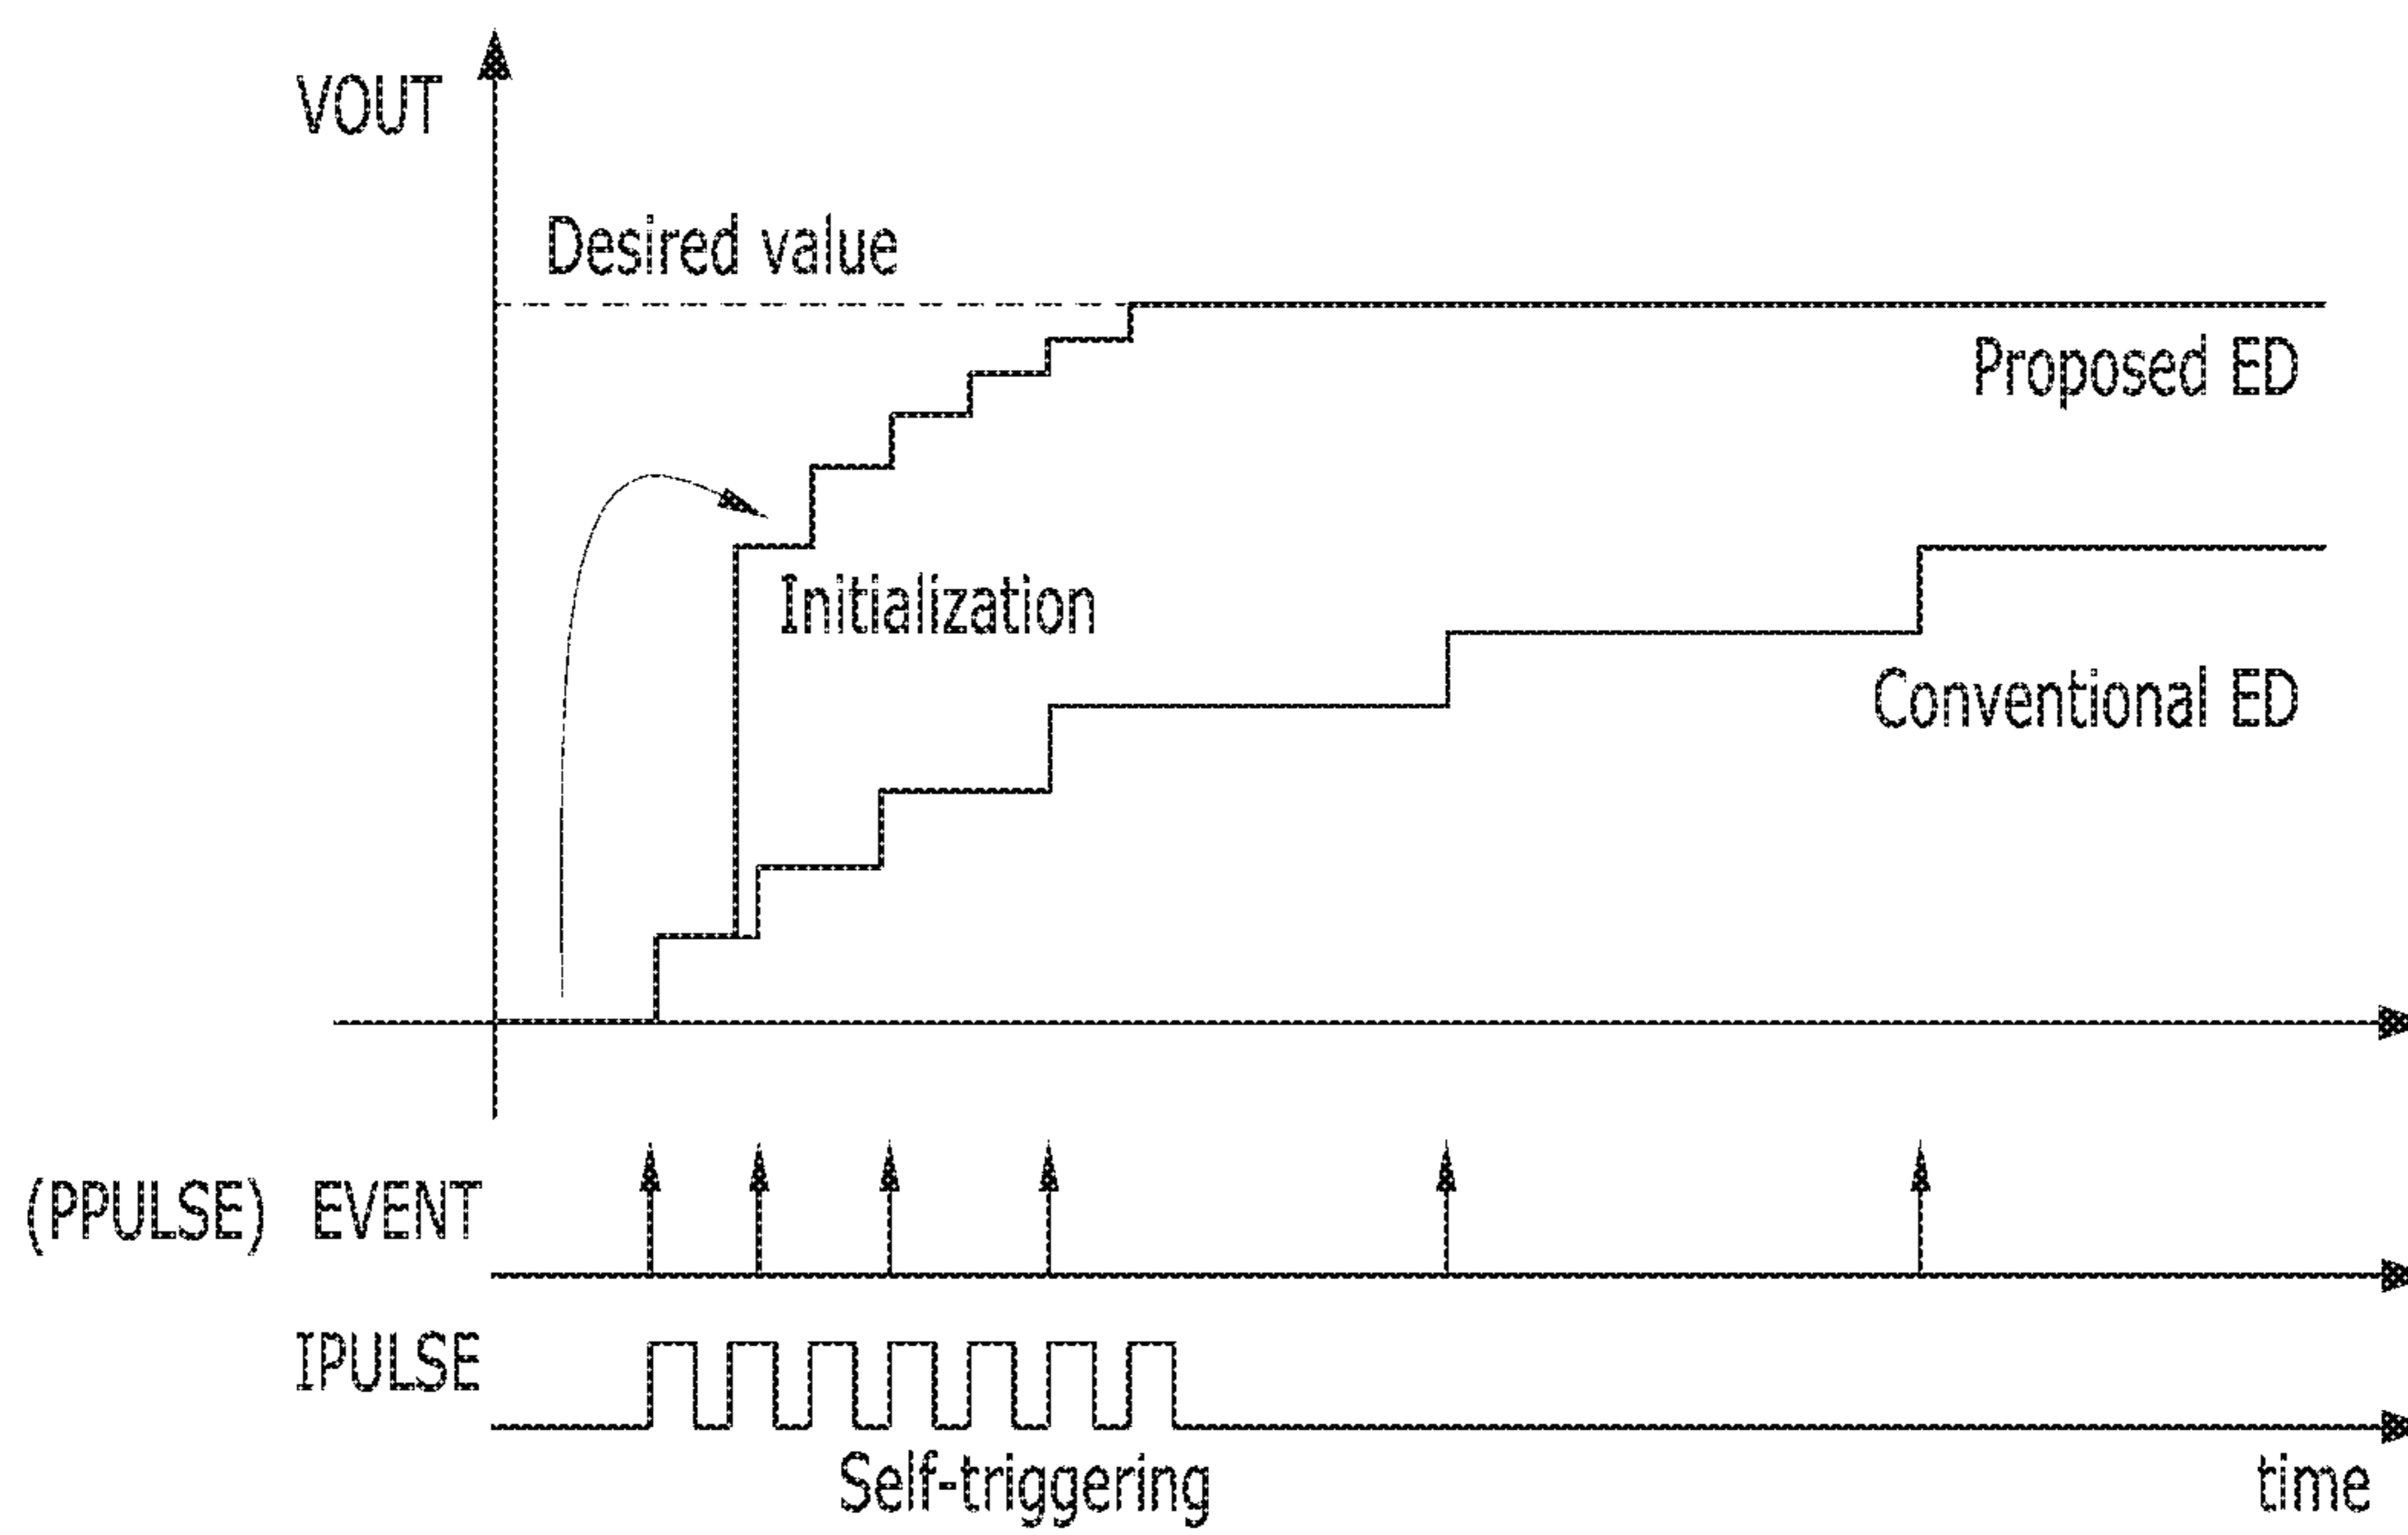 VOUT
Desired value
Proposed ED
Initialization
Conventional ED
(PPULSE) EVENT
IPULSE
Self-triggering
time